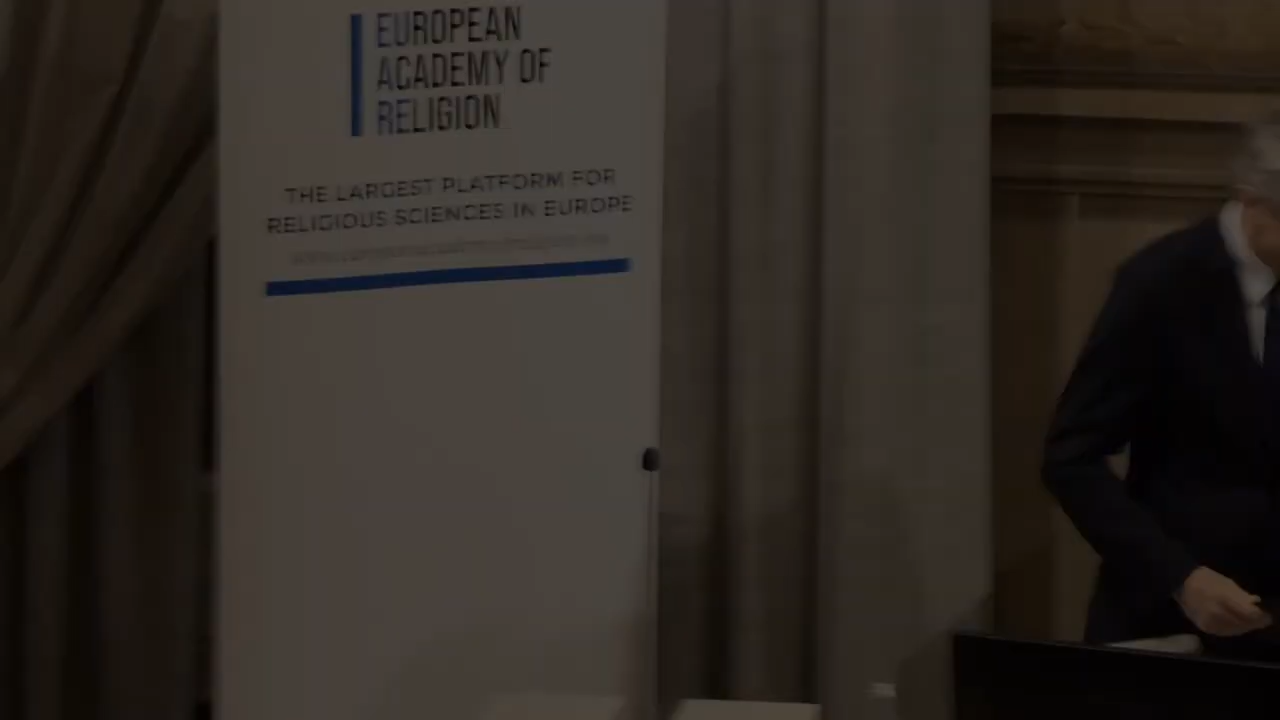 EUROPEAN
ACADEMY OF
RELIGION
THE LARGEST PLATFORM FOR
RELIGIOUS SCIENCES IN EUROPE